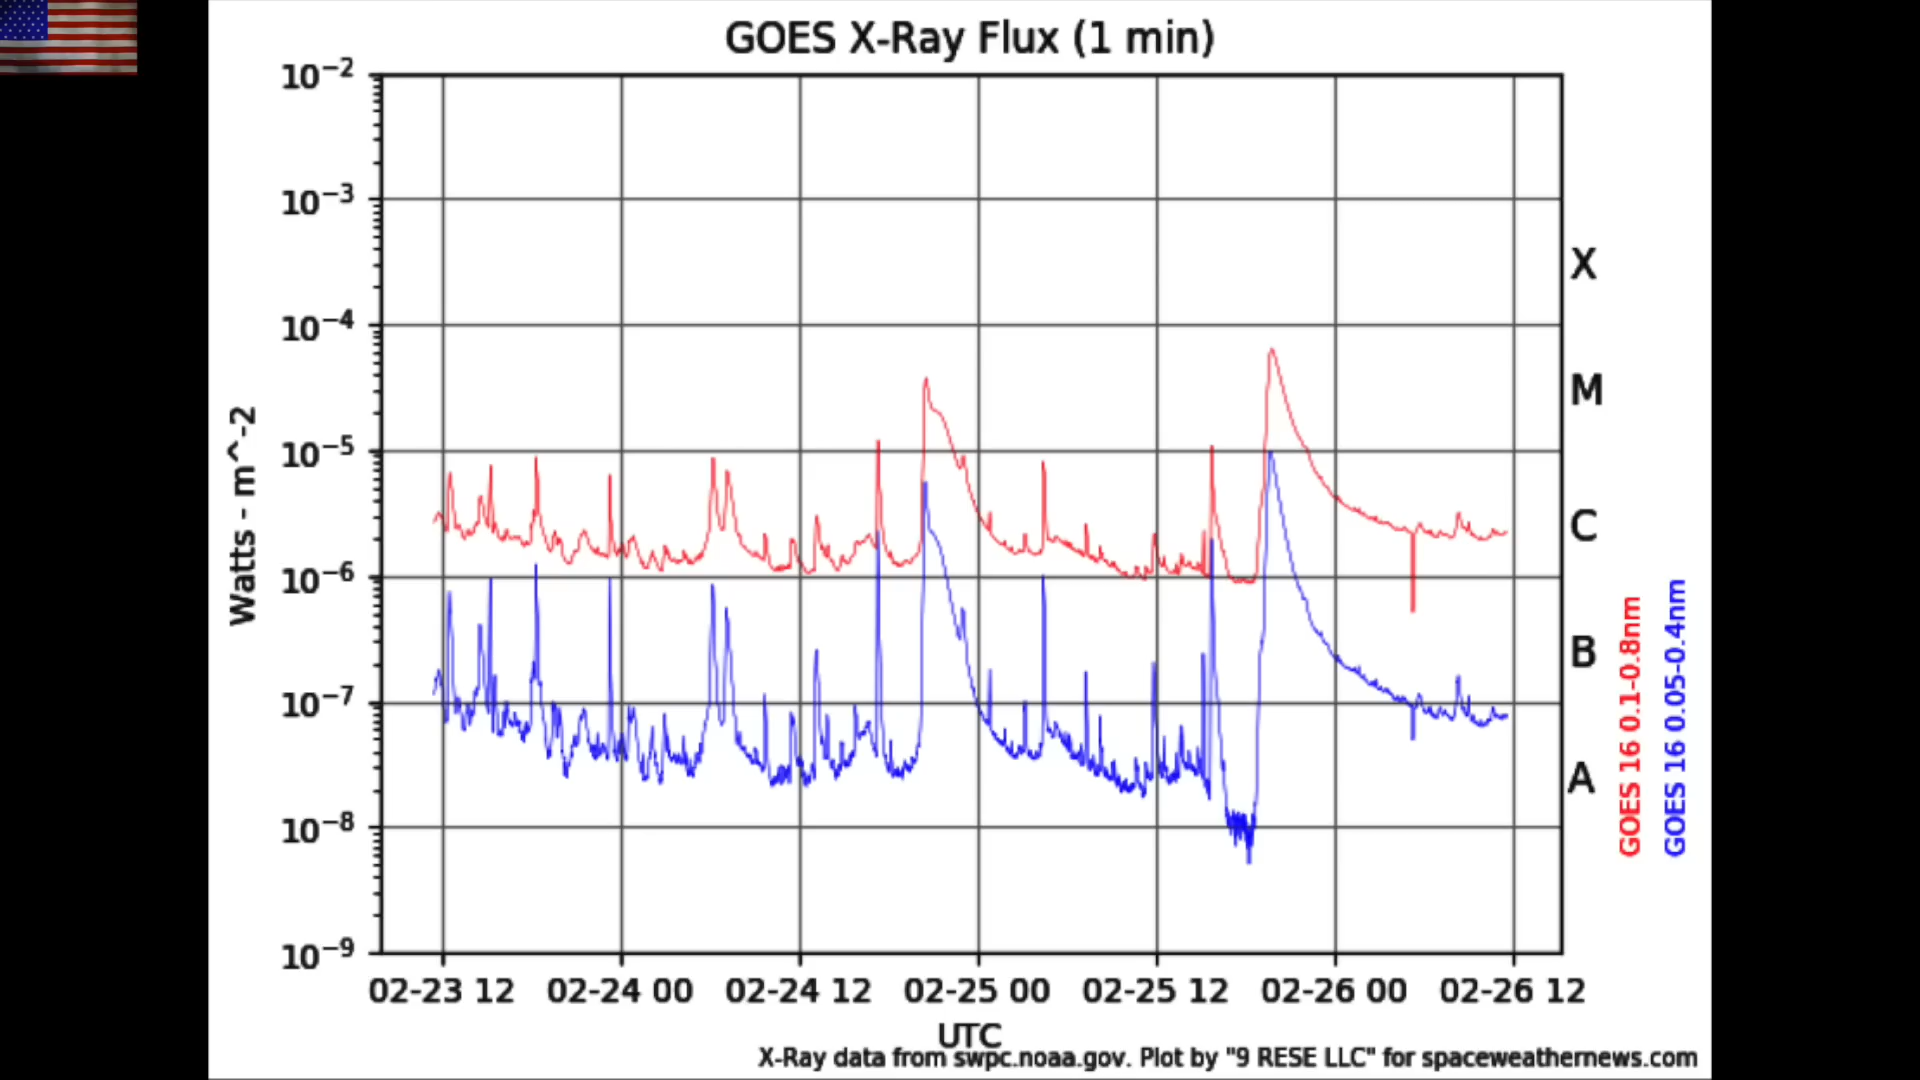 GOES X-Ray Flux (1 min)
10⁻²
10⁻³
10⁻⁴
10⁻⁵
10⁻⁶
10⁻⁷
10⁻⁸
10⁻⁹
Watts - m^-2
X
M
C
B
A
GOES 16 0.1-0.8nm
GOES 16 0.05-0.4nm
02-23 12 02-24 00 02-24 12 02-25 00 02-25 12 02-26 00 02-26 12
UTC
X-Ray data from swpc.noaa.gov. Plot by "9 RESE LLC" for spaceweathernews.com